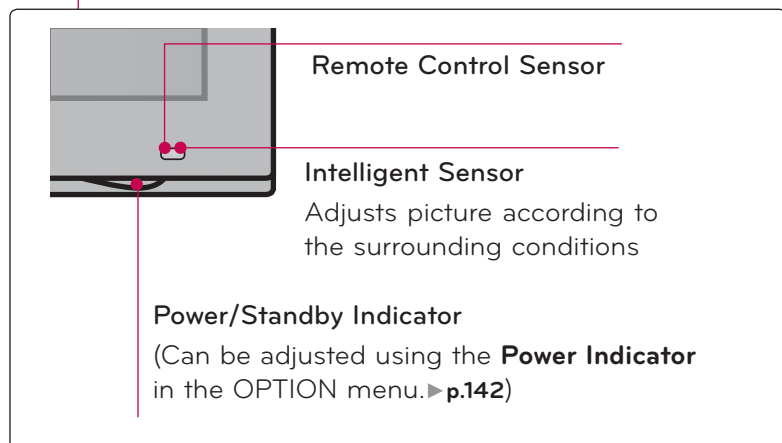 Remote Control Sensor
Intelligent Sensor
Adjusts picture according to
the surrounding conditions
Power/Standby Indicator
(Can be adjusted using the Power Indicator
in the OPTION menu.►p.142)